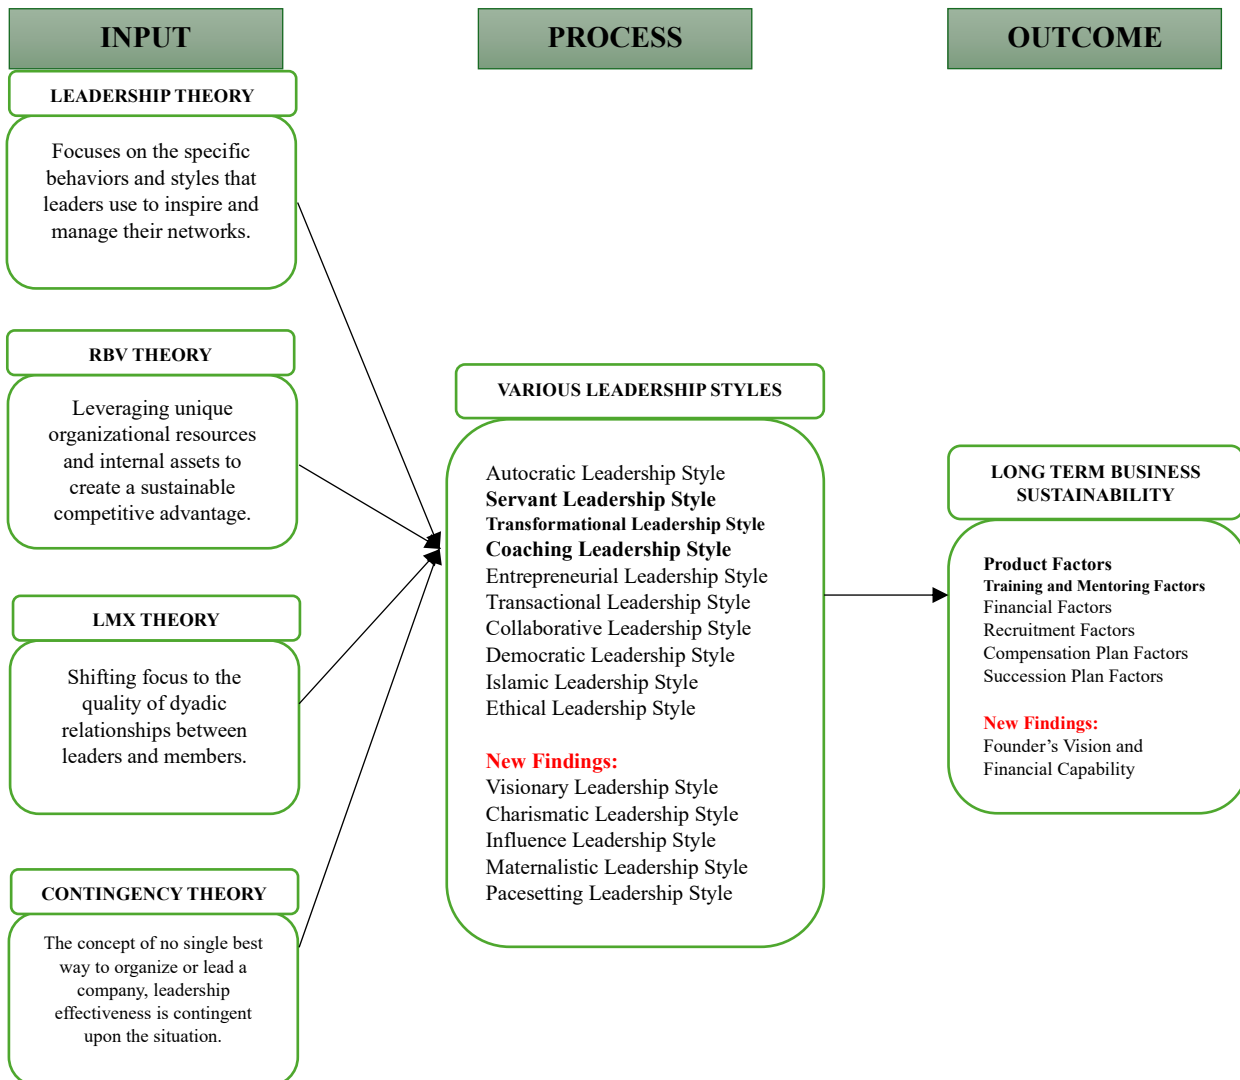 INPUT
PROCESS
OUTCOME
LEADERSHIP THEORY
Focuses on the specific
behaviors and styles that
leaders use to inspire and
manage their networks.
RBV THEORY
Leveraging unique
organizational resources
and internal assets to
create a sustainable
competitive advantage.
LMX THEORY
Shifting focus to the
quality of dyadic
relationships between
leaders and members.
CONTINGENCY THEORY
The concept of no single best
way to organize or lead a
company, leadership
effectiveness is contingent
upon the situation.
VARIOUS LEADERSHIP STYLES
Autocratic Leadership Style
Servant Leadership Style
Transformational Leadership Style
Coaching Leadership Style
Entrepreneurial Leadership Style
Transactional Leadership Style
Collaborative Leadership Style
Democratic Leadership Style
Islamic Leadership Style
Ethical Leadership Style
New Findings:
Visionary Leadership Style
Charismatic Leadership Style
Influence Leadership Style
Maternalistic Leadership Style
Pacesetting Leadership Style
LONG TERM BUSINESS
SUSTAINABILITY
Product Factors
Training and Mentoring Factors
Financial Factors
Recruitment Factors
Compensation Plan Factors
Succession Plan Factors
New Findings:
Founder’s Vision and
Financial Capability